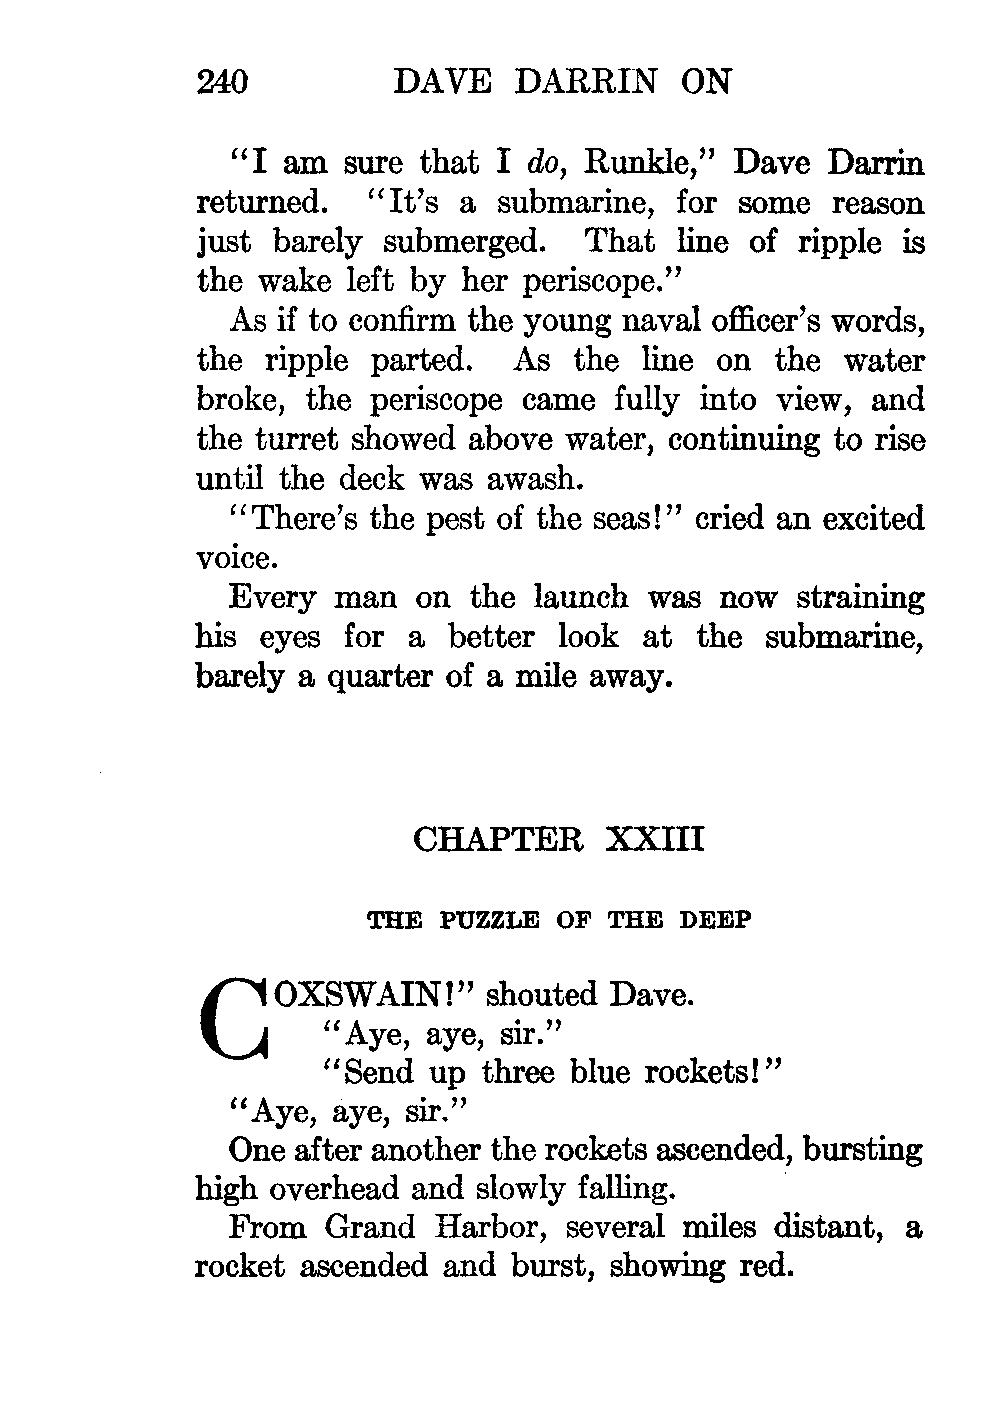 240 DAVE DARRIN ON
“I am sure that I do, Runkle,” Dave Darrin
returned. “It’s a submarine, for some reason
just barely submerged. That line of ripple is
the wake left by her periscope.”
As if to confirm the young naval officer’s words,
the ripple parted. As the line on the water
broke, the periscope came fully into view, and
the turret showed above water, continuing to rise
until the deck was awash.
“There’s the pest of the seas!” cried an excited
voice.
Every man on the launch was now straining
his eyes for a better look at the submarine,
barely a quarter of a mile away.
CHAPTER XXIII
THE PUZZLE OF THE DEEP
COXSWAIN!” shouted Dave.
“Aye, aye, sir.”
“Send up three blue rockets!”
“Aye, aye, sir.”
One after another the rockets ascended, bursting
high overhead and slowly falling.
From Grand Harbor, several miles distant, a
rocket ascended and burst, showing red.